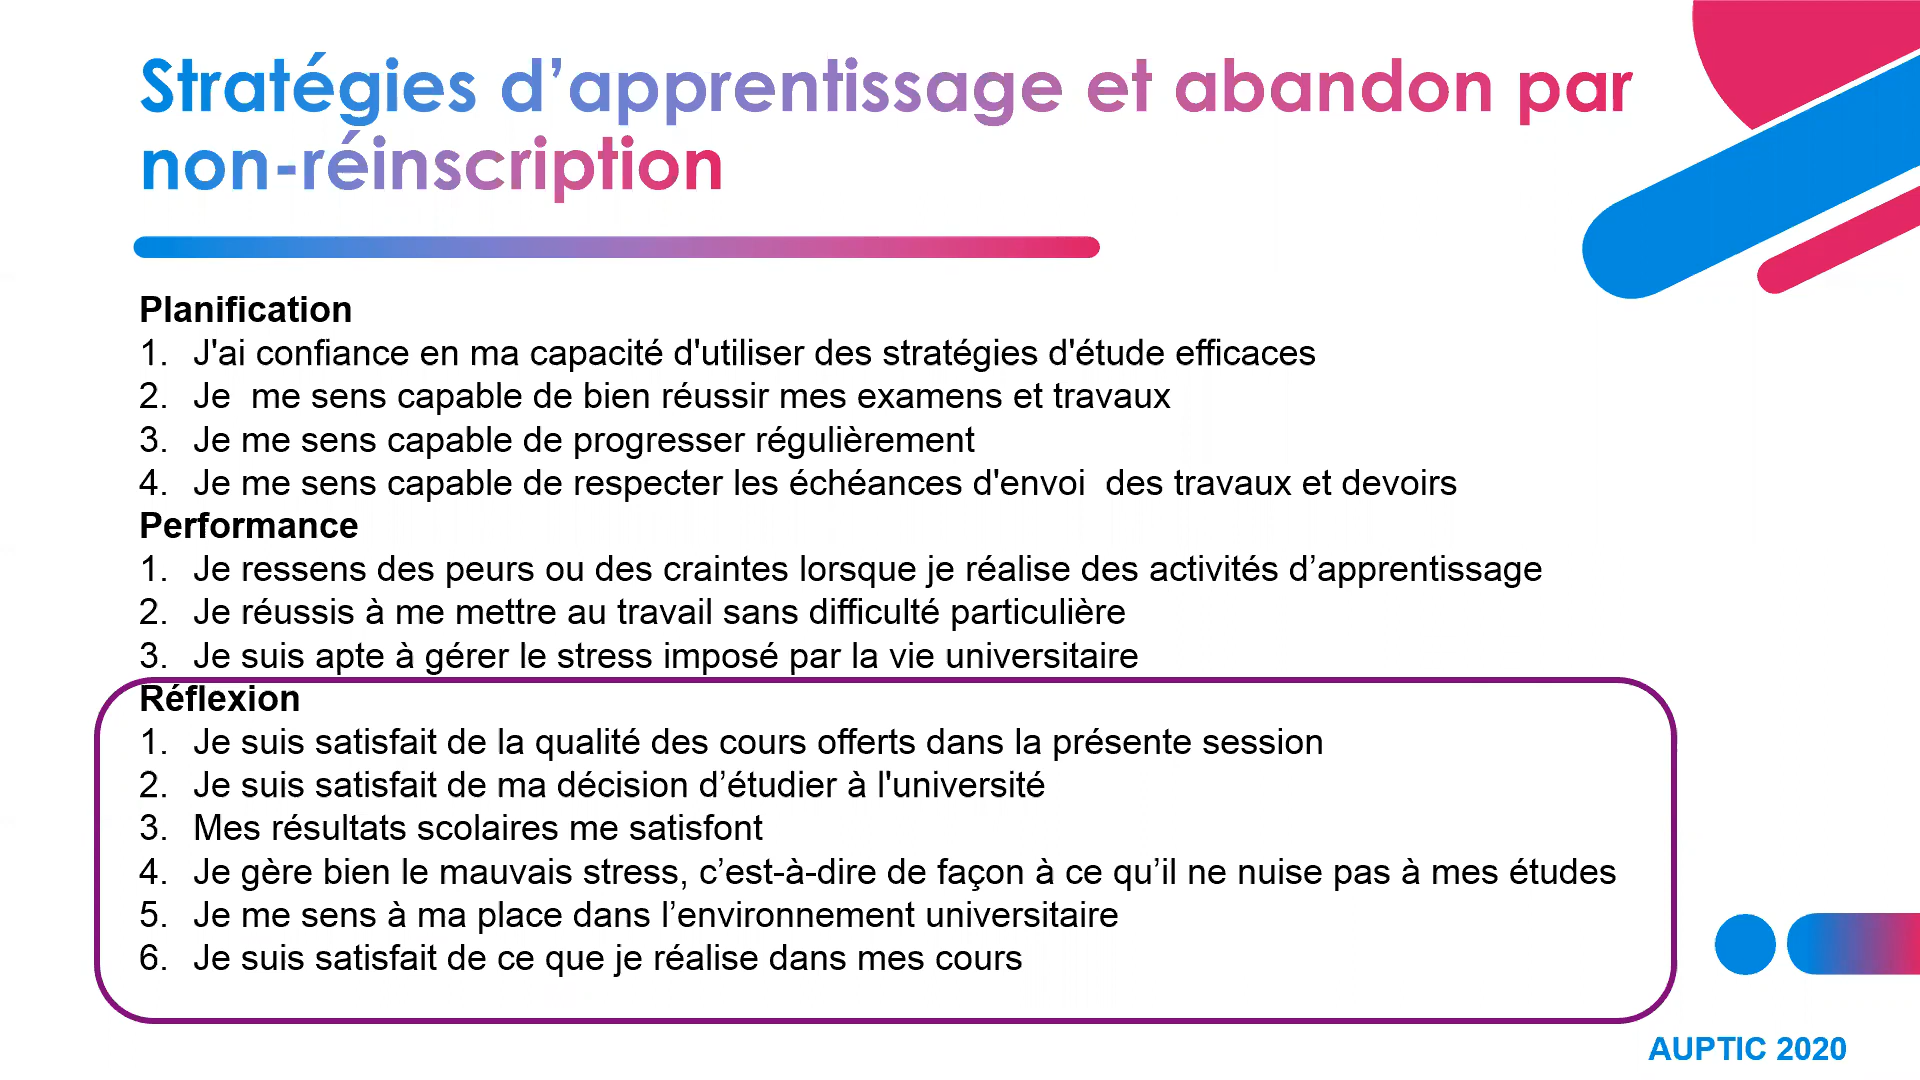 Stratégies d’apprentissage et abandon par
non-réinscription
Planification
1. J'ai confiance en ma capacité d'utiliser des stratégies d'étude efficaces
2. Je  me sens capable de bien réussir mes examens et travaux
3. Je me sens capable de progresser régulièrement
4. Je me sens capable de respecter les échéances d'envoi  des travaux et devoirs
Performance
1. Je ressens des peurs ou des craintes lorsque je réalise des activités d’apprentissage
2. Je réussis à me mettre au travail sans difficulté particulière
3. Je suis apte à gérer le stress imposé par la vie universitaire
Réflexion
1. Je suis satisfait de la qualité des cours offerts dans la présente session
2. Je suis satisfait de ma décision d’étudier à l'université
3. Mes résultats scolaires me satisfont
4. Je gère bien le mauvais stress, c’est-à-dire de façon à ce qu’il ne nuise pas à mes études
5. Je me sens à ma place dans l’environnement universitaire
6. Je suis satisfait de ce que je réalise dans mes cours
AUPTIC 2020